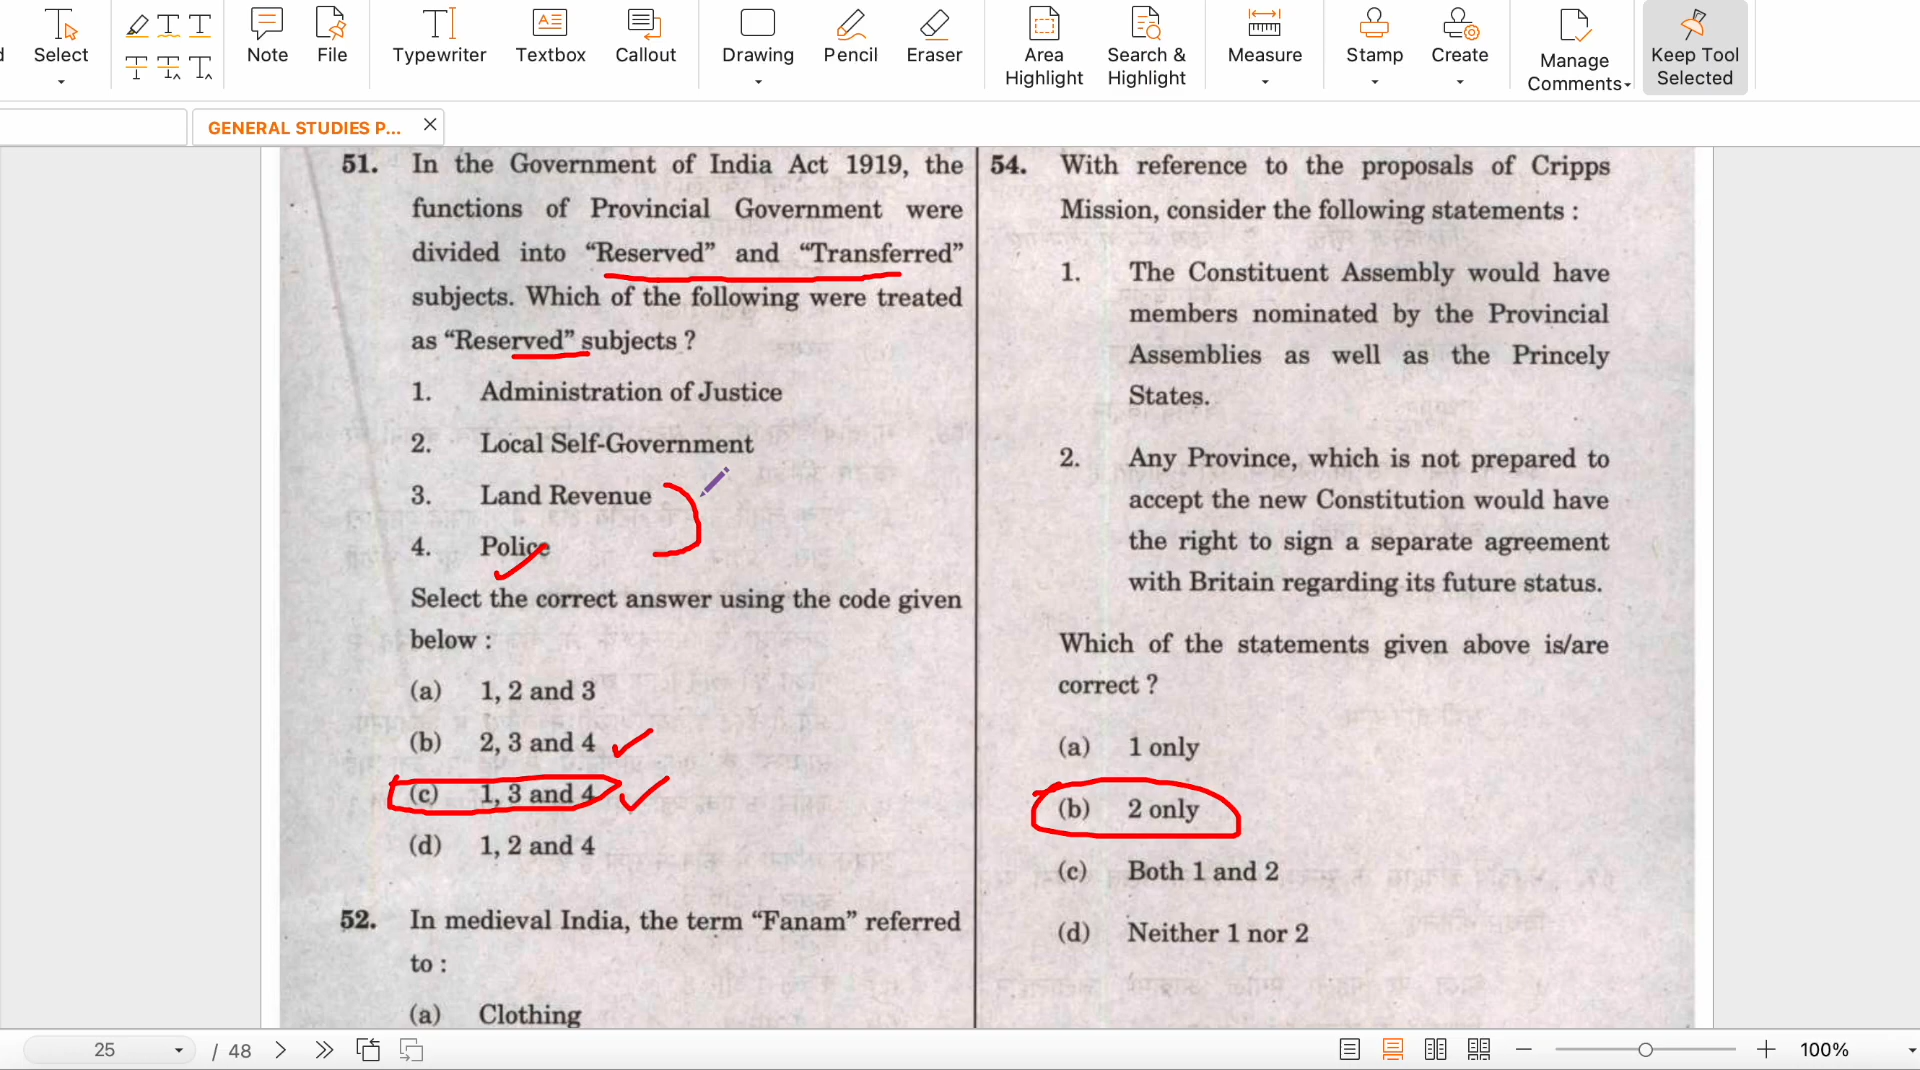 Select
Note
File
Typewriter
Textbox
Callout
Drawing
Pencil
Eraser
Area
Highlight
Search &
Highlight
Measure
Stamp
Create
Manage
Comments
Keep Tool
Selected
GENERAL STUDIES P...
51. In the Government of India Act 1919, the
functions of Provincial Government were
divided into “Reserved” and “Transferred”
subjects. Which of the following were treated
as “Reserved” subjects ?
1. Administration of Justice
2. Local Self-Government
3. Land Revenue
4. Police
Select the correct answer using the code given
below :
(a) 1, 2 and 3
(b) 2, 3 and 4
(c) 1, 3 and 4
(d) 1, 2 and 4
52. In medieval India, the term “Fanam” referred
to :
(a) Clothing
54. With reference to the proposals of Cripps
Mission, consider the following statements :
1. The Constituent Assembly would have
members nominated by the Provincial
Assemblies as well as the Princely
States.
2. Any Province, which is not prepared to
accept the new Constitution would have
the right to sign a separate agreement
with Britain regarding its future status.
Which of the statements given above is/are
correct ?
(a) 1 only
(b) 2 only
(c) Both 1 and 2
(d) Neither 1 nor 2
25 / 48
100%